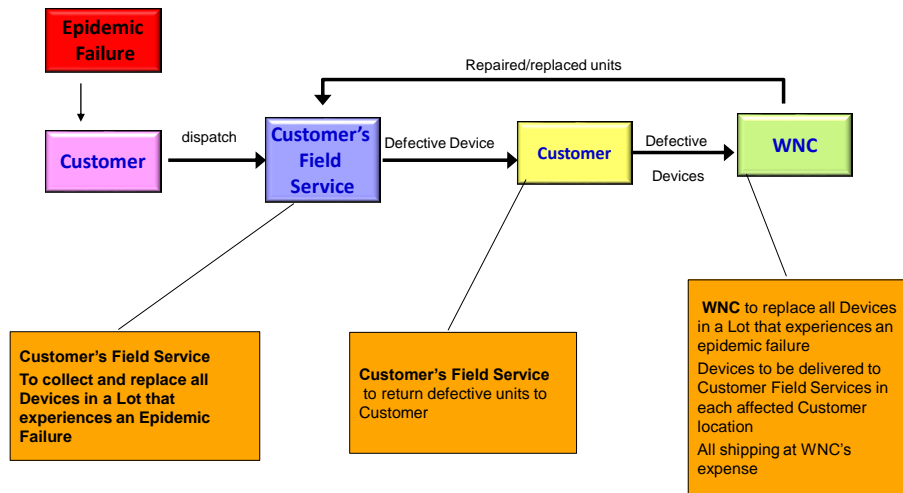 Epidemic
Failure
Repaired/replaced units
Customer
dispatch
Customer's
Field
Service
Defective Device
Customer
Defective
Devices
WNC
Customer's Field Service
To collect and replace all
Devices in a Lot that
experiences an Epidemic
Failure
Customer's Field Service
to return defective units to
Customer
WNC to replace all Devices
in a Lot that experiences an
epidemic failure
Devices to be delivered to
Customer Field Services in
each affected Customer
location
All shipping at WNC's
expense